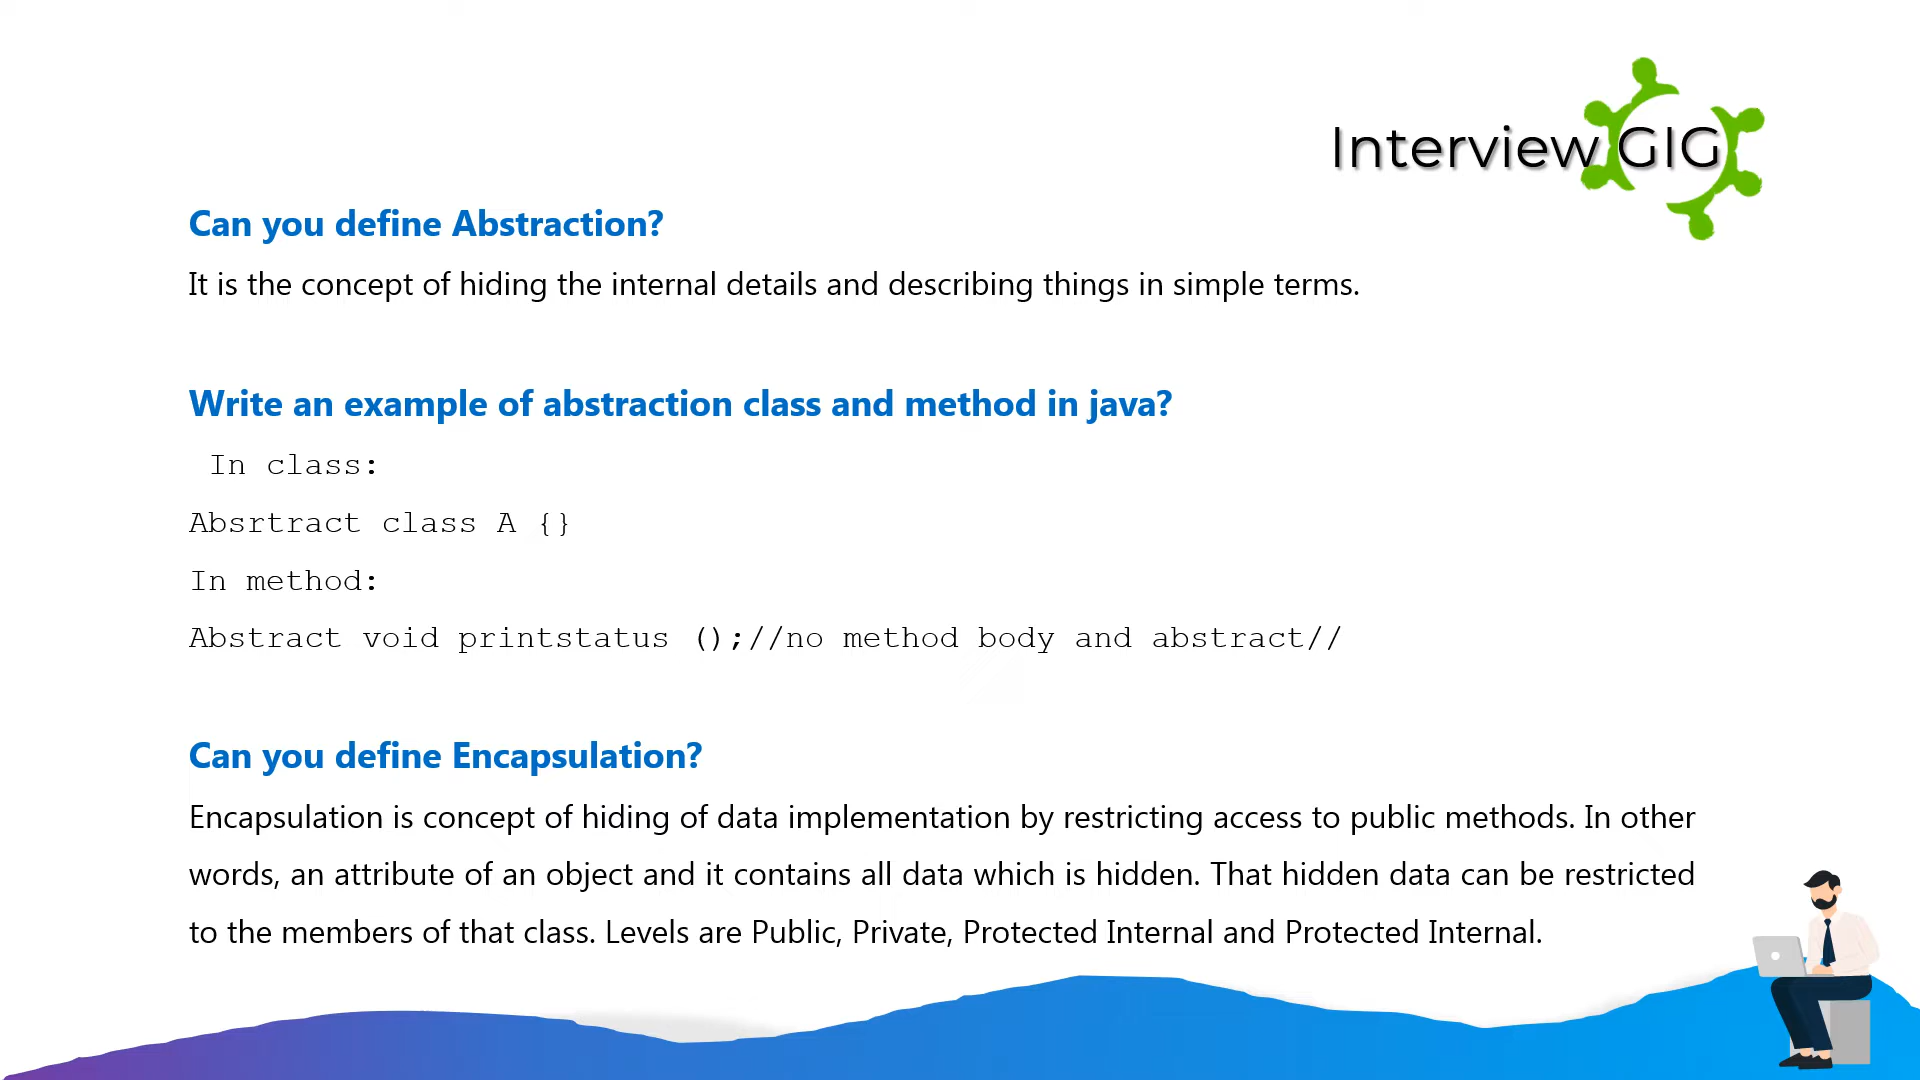 Interview GIG
Can you define Abstraction?
It is the concept of hiding the internal details and describing things in simple terms.
Write an example of abstraction class and method in java?
In class:
Absrtract class A {}
In method:
Abstract void printstatus ();//no method body and abstract//
Can you define Encapsulation?
Encapsulation is concept of hiding of data implementation by restricting access to public methods. In other
words, an attribute of an object and it contains all data which is hidden. That hidden data can be restricted
to the members of that class. Levels are Public, Private, Protected Internal and Protected Internal.